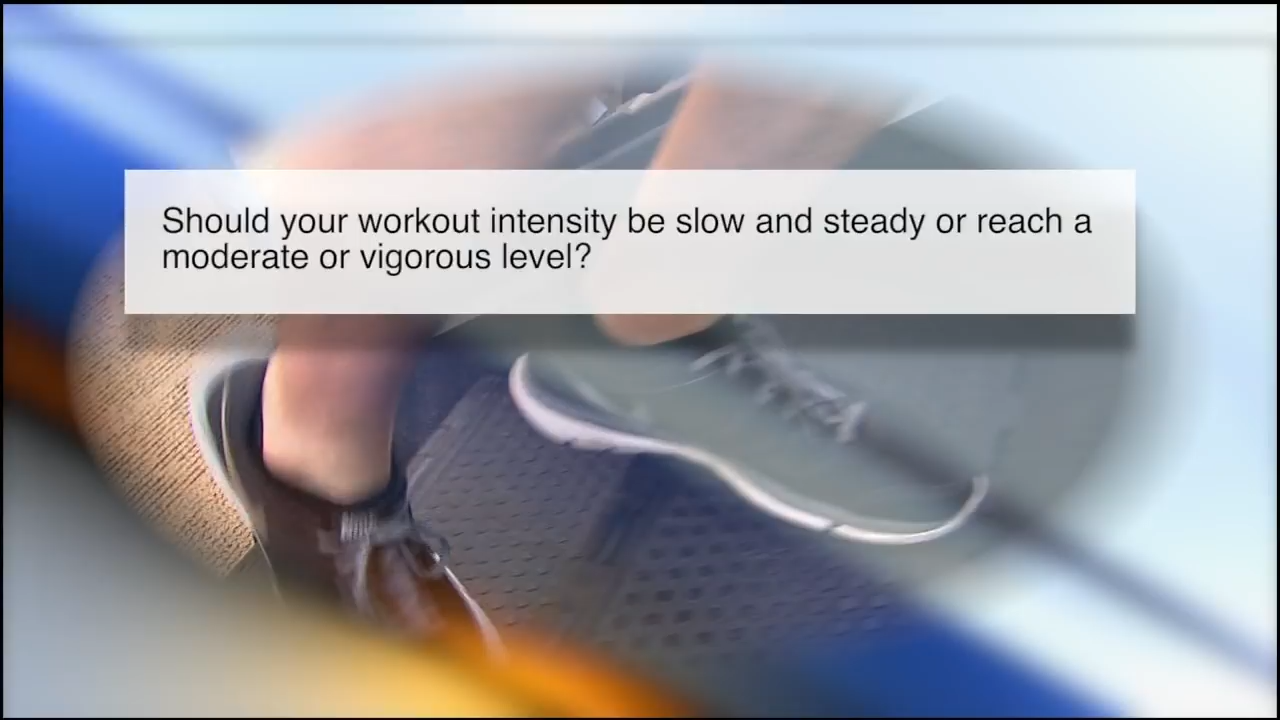 Should your workout intensity be slow and steady or reach a
moderate or vigorous level?